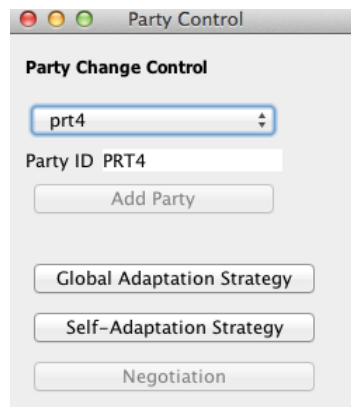 Party Control
Party Change Control
prt4
Party ID PRT4
Add Party
Global Adaptation Strategy
Self-Adaptation Strategy
Negotiation